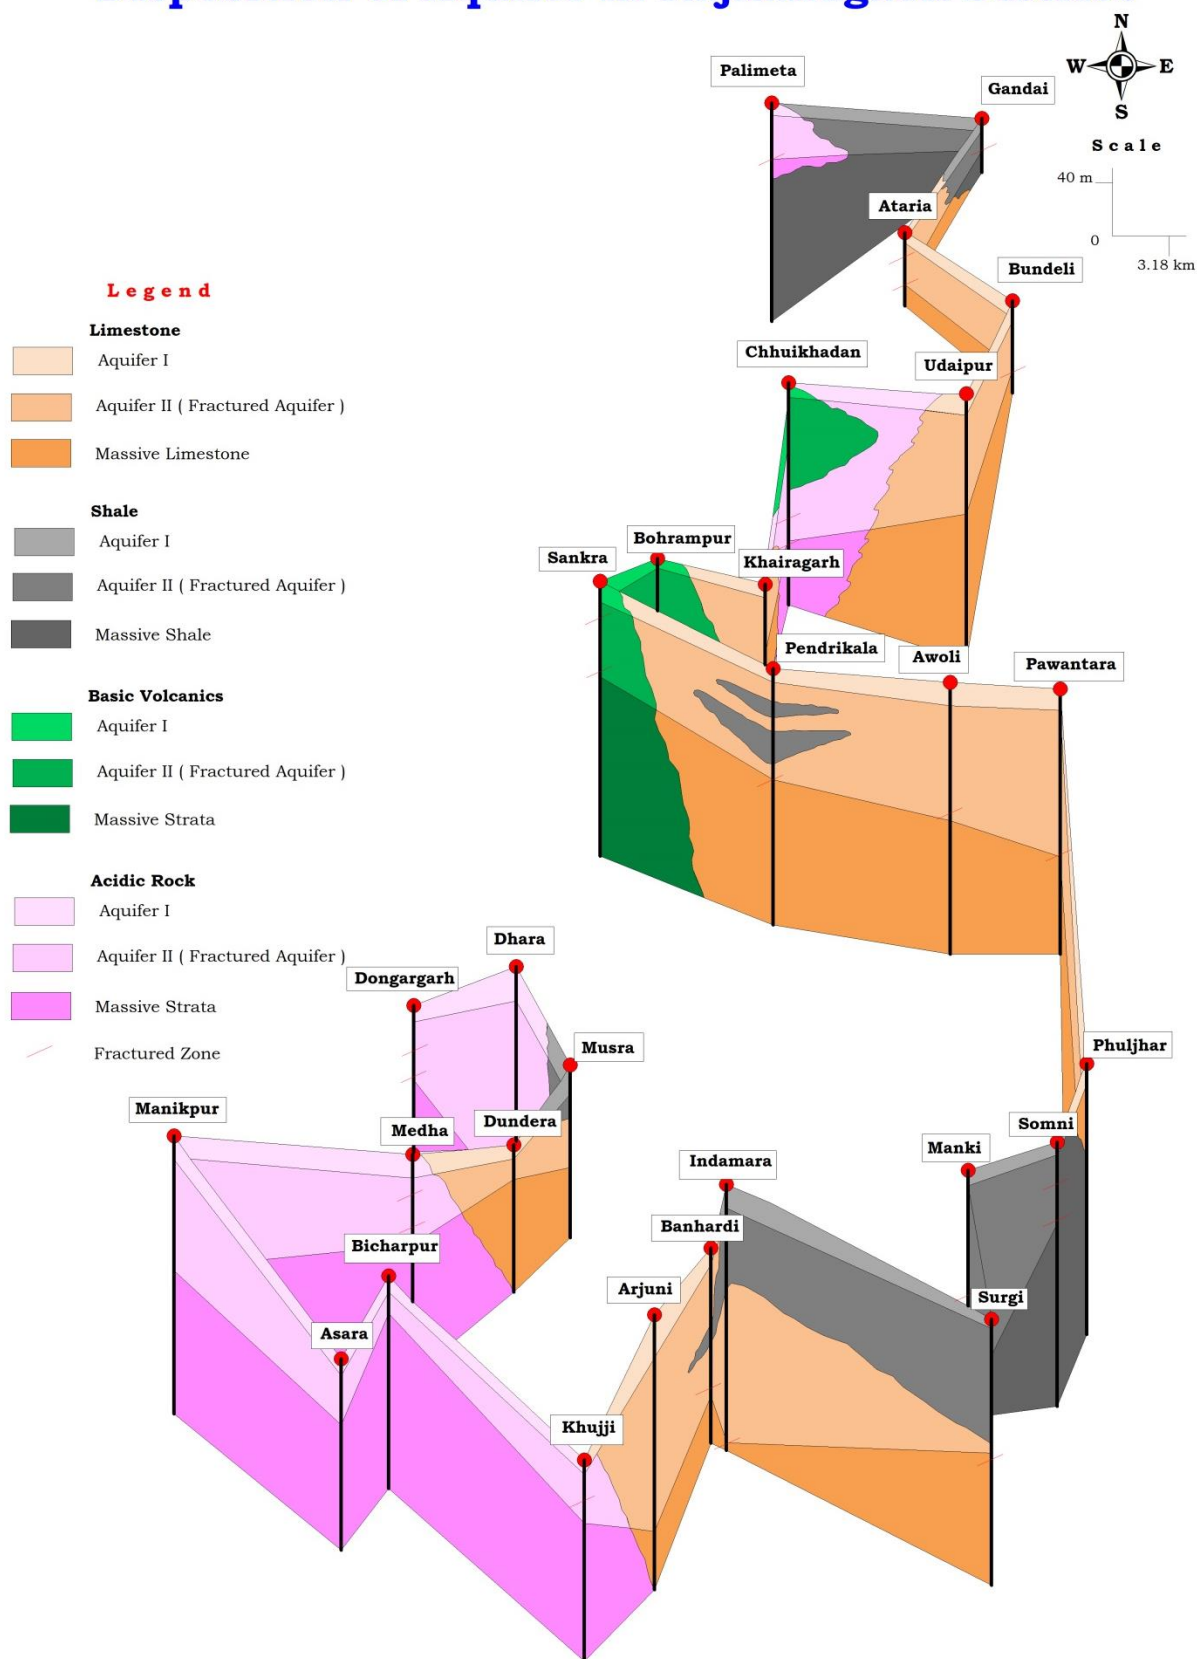 N
W E
S
Scale
40 m
0
3.18 km
Palimeta
Gandai
Ataria
Bundeli
Chhuikhadan
Udaipur
Bohrampur
Sankra
Khairagarh
Pendrikala
Awoli
Pawantara
Dhara
Dongargarh
Musra
Phuljhar
Manikpur
Medha
Dundera
Somni
Manki
Indamara
Banhardi
Bicharpur
Arjuni
Surgi
Asara
Khujji
Legend
Limestone
Aquifer I
Aquifer II ( Fractured Aquifer )
Massive Limestone
Shale
Aquifer I
Aquifer II ( Fractured Aquifer )
Massive Shale
Basic Volcanics
Aquifer I
Aquifer II ( Fractured Aquifer )
Massive Strata
Acidic Rock
Aquifer I
Aquifer II ( Fractured Aquifer )
Massive Strata
Fractured Zone